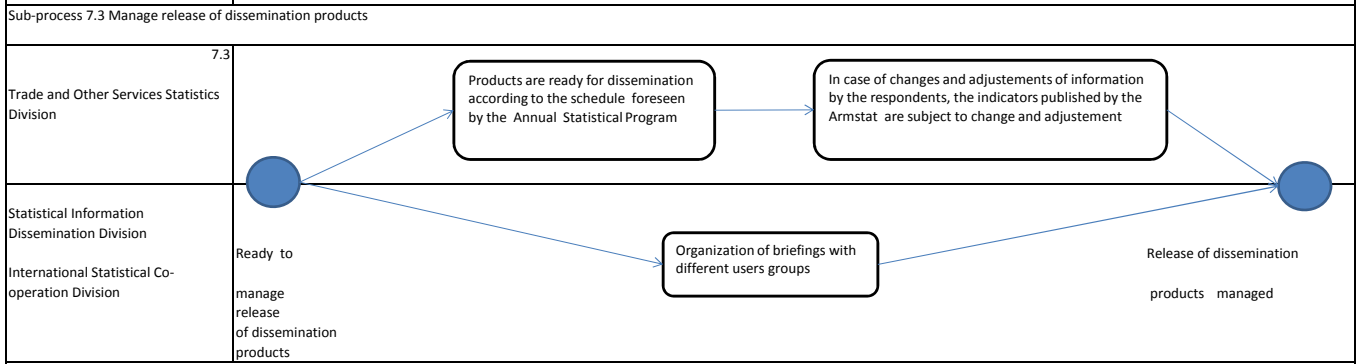 Sub-process 7.3 Manage release of dissemination products
7.3
Trade and Other Services Statistics
Division
Products are ready for dissemination
according to the schedule foreseen
by the Annual Statistical Program
In case of changes and adjustements of information
by the respondents, the indicators published by the
Armstat are subject to change and adjustement
Statistical Information
Dissemination Division
International Statistical Co-
operation Division
Ready to
manage
release
of dissemination
products
Organization of briefings with
different users groups
Release of dissemination
products managed